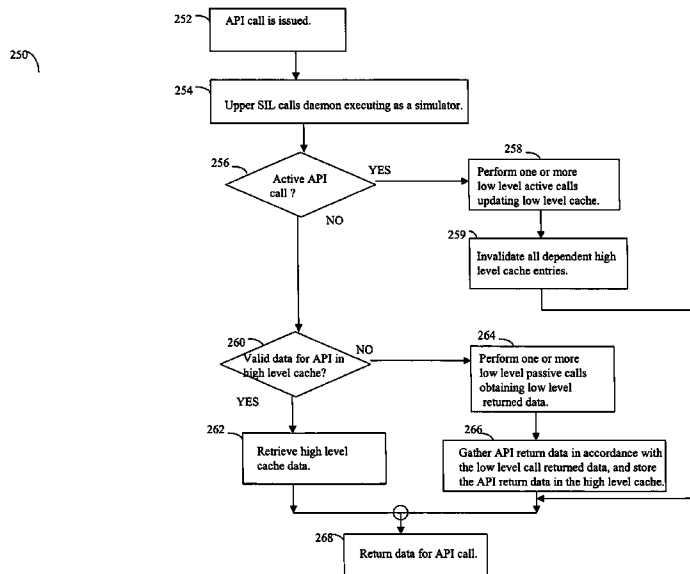 252
API call is issued.
250
254
Upper SIL calls daemon executing as a simulator.
256
Active API
call ?
YES
NO
258
Perform one or more
low level active calls
updating low level cache.
259
Invalidate all dependent high
level cache entries.
260
Valid data for API in
high level cache?
NO
YES
264
Perform one or more
low level passive calls
obtaining low level
returned data.
262
Retrieve high level
cache data.
266
Gather API return data in accordance with
the low level call returned data, and store
the API return data in the high level cache.
268
Return data for API call.